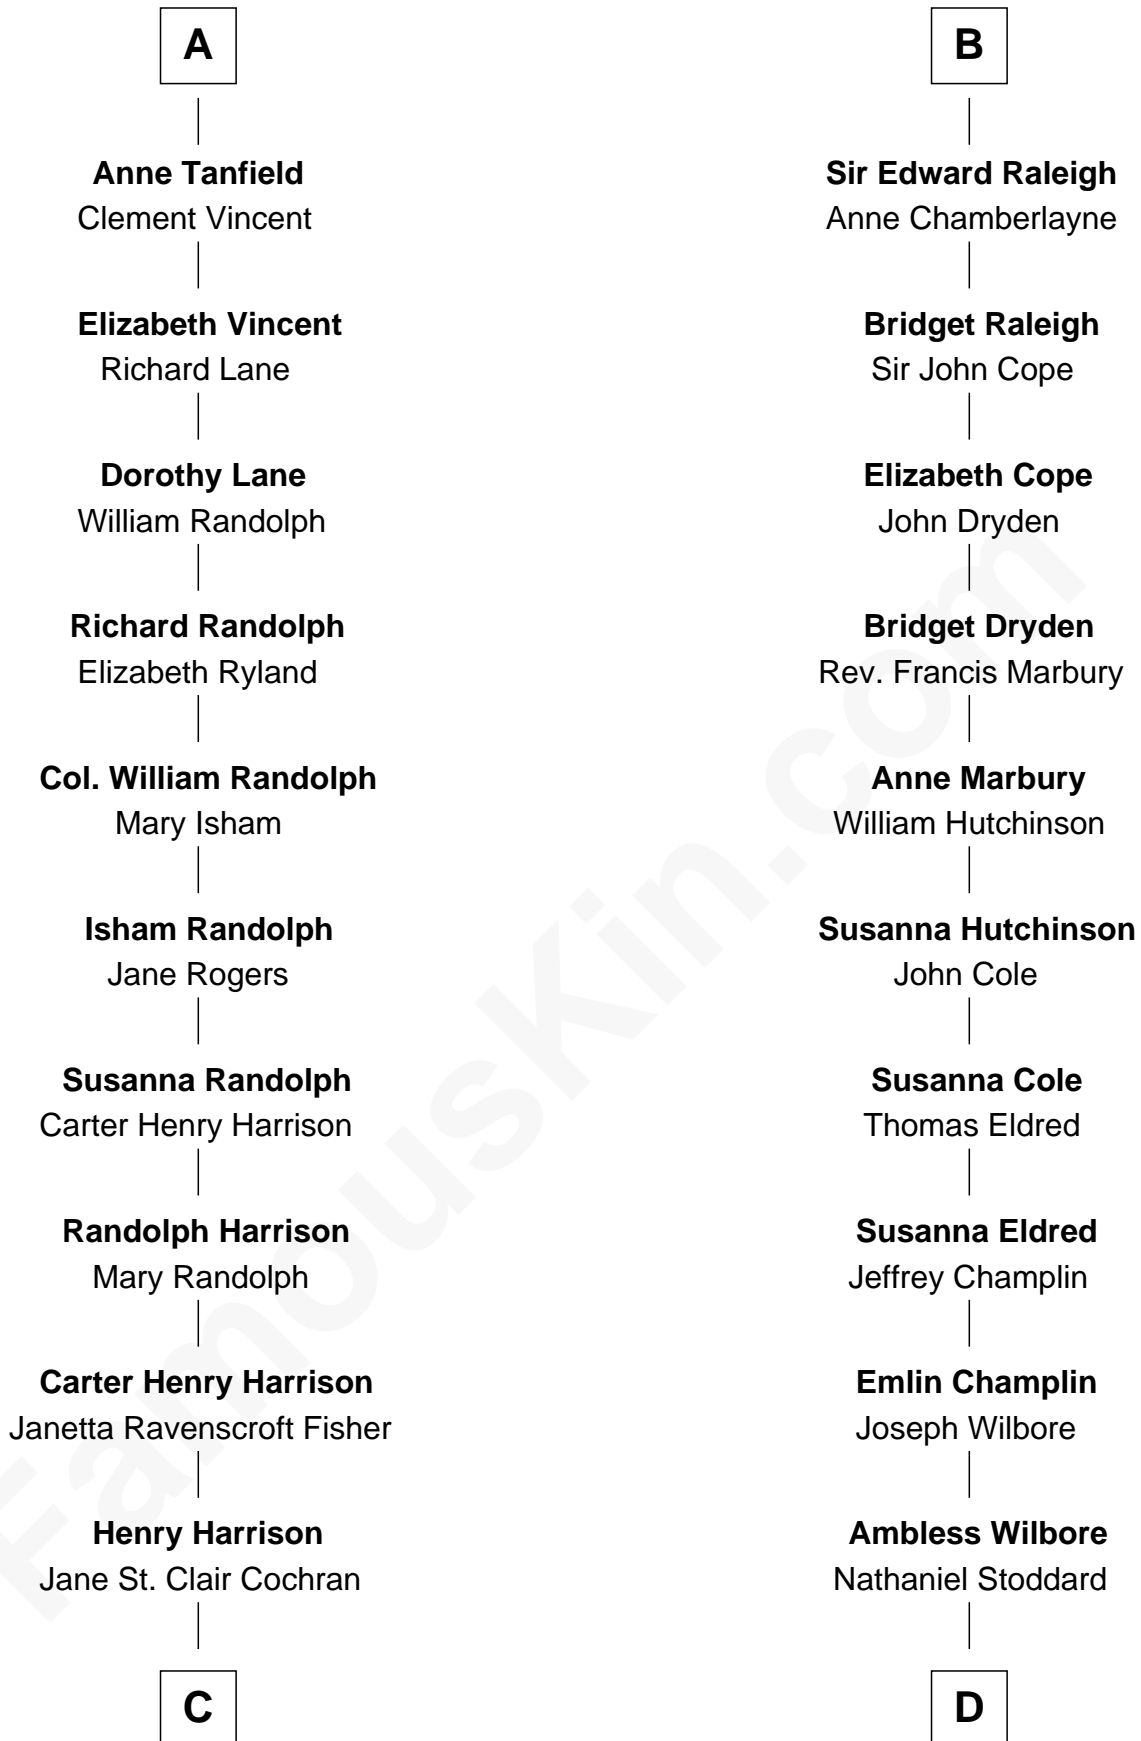 A
Anne Tanfield
Clement Vincent
Elizabeth Vincent
Richard Lane
Dorothy Lane
William Randolph
Richard Randolph
Elizabeth Ryland
Col. William Randolph
Mary Isham
Isham Randolph
Jane Rogers
Susanna Randolph
Carter Henry Harrison
Randolph Harrison
Mary Randolph
Carter Henry Harrison
Janetta Ravenscroft Fisher
Henry Harrison
Jane St. Clair Cochran
C
B
Sir Edward Raleigh
Anne Chamberlayne
Bridget Raleigh
Sir John Cope
Elizabeth Cope
John Dryden
Bridget Dryden
Rev. Francis Marbury
Anne Marbury
William Hutchinson
Susanna Hutchinson
John Cole
Susanna Cole
Thomas Eldred
Susanna Eldred
Jeffrey Champlin
Emlin Champlin
Joseph Wilbore
Ambless Wilbore
Nathaniel Stoddard
D
FamousKin.com